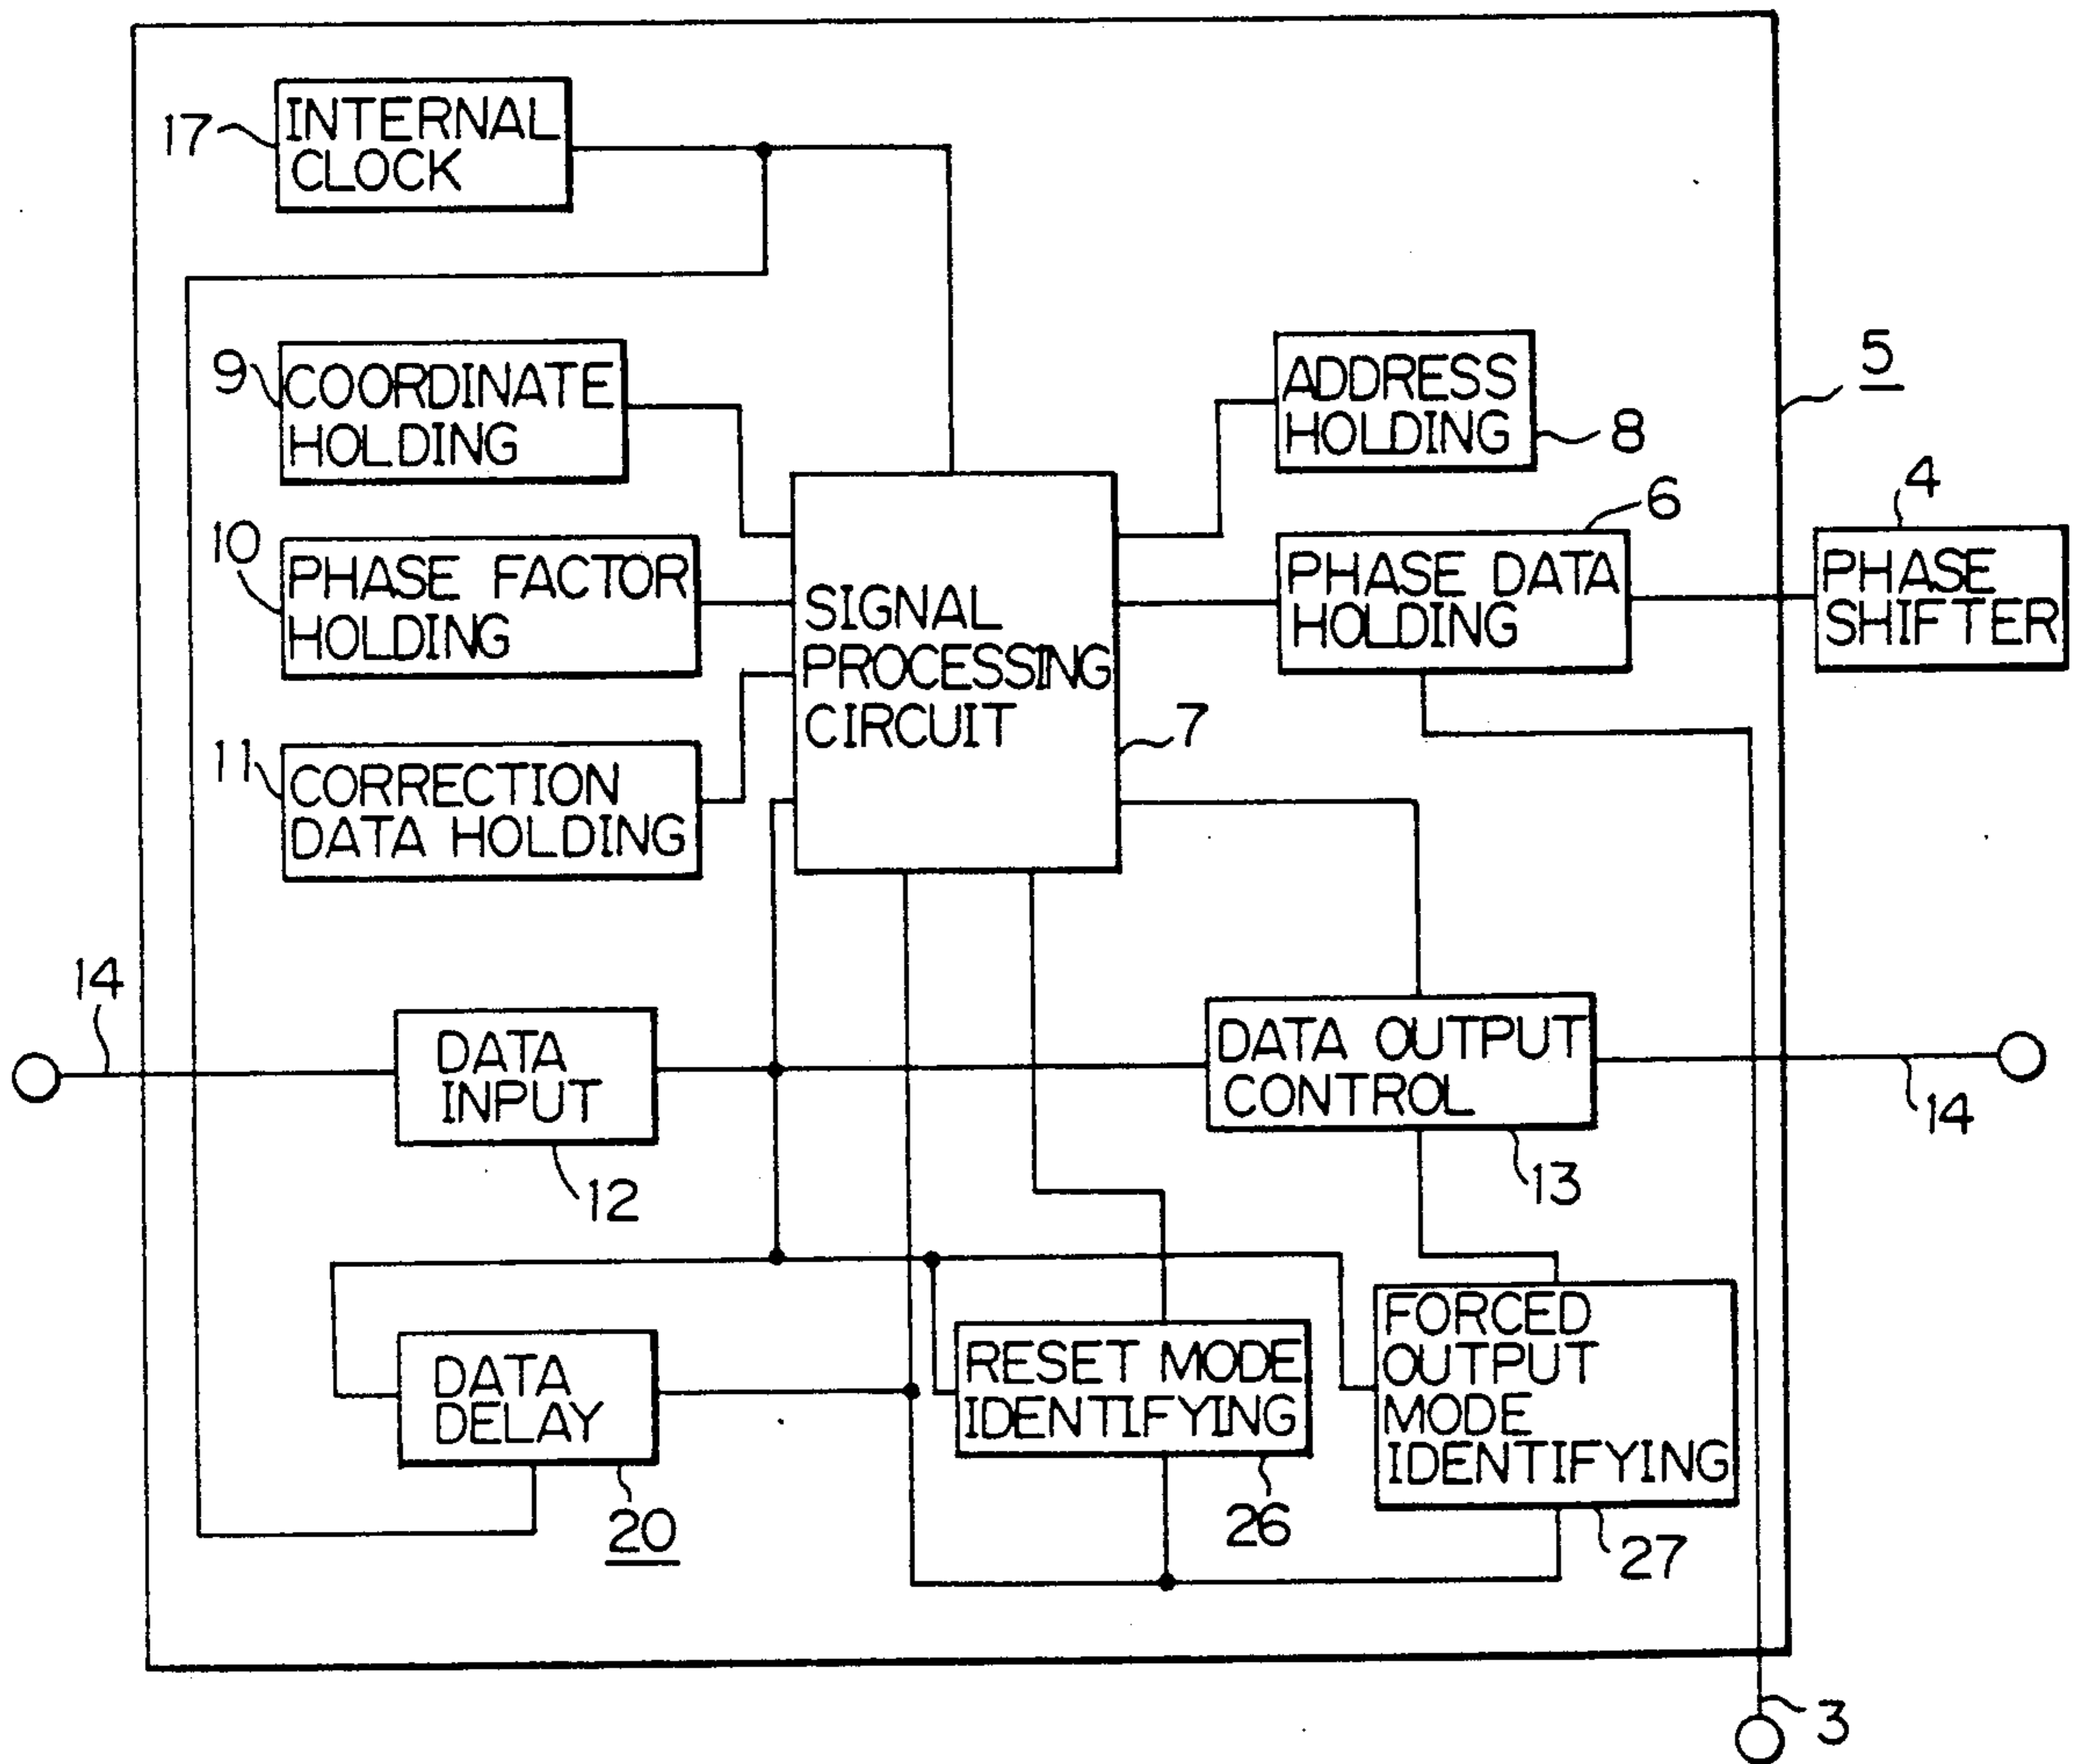 17
INTERNAL
CLOCK
9
COORDINATE
HOLDING
ADDRESS
HOLDING
8
5
10
PHASE FACTOR
HOLDING
SIGNAL
PROCESSING
CIRCUIT
7
6
PHASE DATA
HOLDING
4
PHASE
SHIFTER
11
CORRECTION
DATA HOLDING
14
DATA
INPUT
12
DATA OUTPUT
CONTROL
13
14
DATA
DELAY
20
RESET MODE
IDENTIFYING
26
FORCED
OUTPUT
MODE
IDENTIFYING
27
3